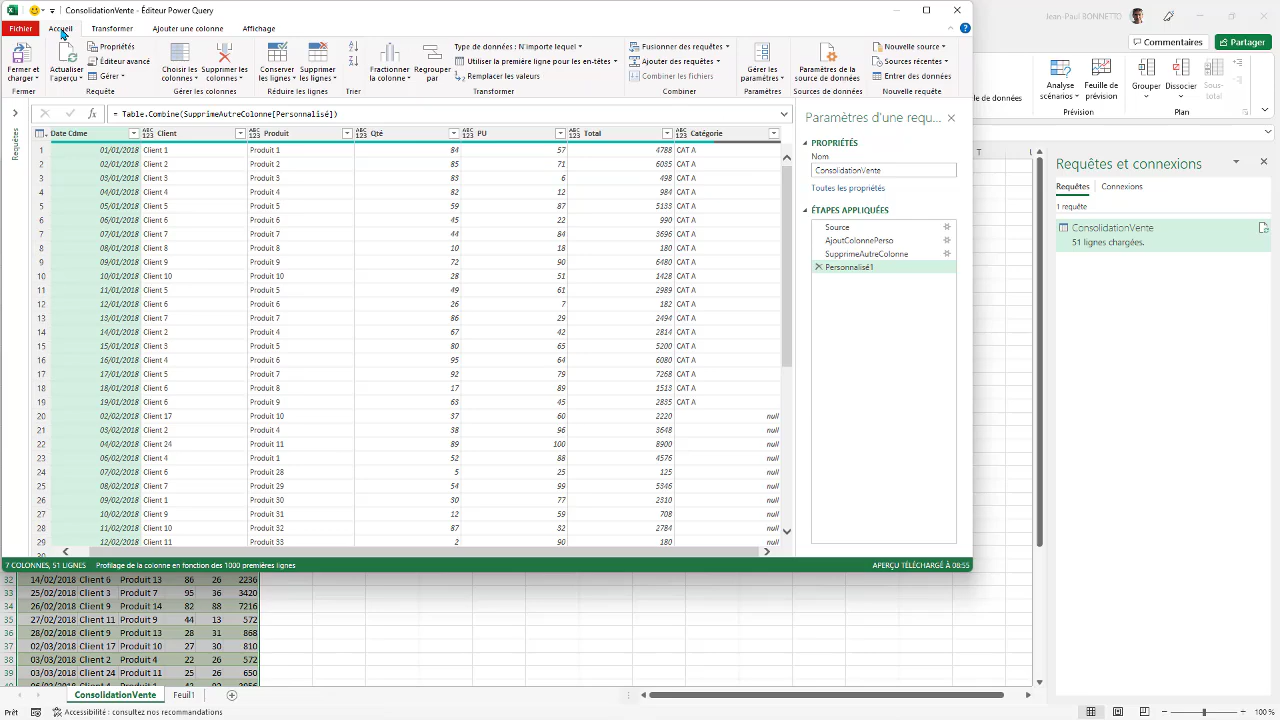 ConsolidationVente - Éditeur Power Query
Jean-Paul BONNETTO
Fichier Accueil Transformer Ajouter une colonne Affichage
Commentaires Partager
Fermer et charger
Fermer
Actualiser l'aperçu
Propriétés
Éditeur avancé
Gérer
Requête
Choisir les colonnes
Supprimer les colonnes
Gérer les colonnes
Conserver les lignes
Supprimer les lignes
Réduire les lignes
Trier
Fractionner la colonne
Regrouper par
Type de données : N'importe lequel
Utiliser la première ligne pour les en-têtes
Remplacer les valeurs
Transformer
Fusionner des requêtes
Ajouter des requêtes
Combiner les fichiers
Combiner
Gérer les paramètres
Paramètres
Paramètres de la source de données
Sources de données
Nouvelle source
Sources récentes
Entrer des données
Nouvelle requête
Analyse scénarios
Feuille de prévision
Prévision
Grouper
Dissocier
Sous-total
Plan
= Table.Combine(SupprimeAutreColonne[Personnalisé])
Requêtes
Date Cdme ABC 123 Client ABC 123 Produit ABC 123 Qté ABC 123 PU ABC 123 Total ABC 123 Catégorie
1 01/01/2018 Client 1 Produit 1 84 57 4788 CAT A
2 02/01/2018 Client 2 Produit 2 85 71 6035 CAT A
3 03/01/2018 Client 3 Produit 3 83 6 498 CAT A
4 04/01/2018 Client 4 Produit 4 82 12 984 CAT A
5 05/01/2018 Client 5 Produit 5 59 87 5133 CAT A
6 06/01/2018 Client 6 Produit 6 45 22 990 CAT A
7 07/01/2018 Client 7 Produit 7 44 84 3696 CAT A
8 08/01/2018 Client 8 Produit 8 10 18 180 CAT A
9 09/01/2018 Client 9 Produit 9 72 90 6480 CAT A
10 10/01/2018 Client 10 Produit 10 28 51 1428 CAT A
11 11/01/2018 Client 5 Produit 5 49 61 2989 CAT A
12 12/01/2018 Client 6 Produit 6 26 7 182 CAT A
13 13/01/2018 Client 7 Produit 7 86 29 2494 CAT A
14 14/01/2018 Client 2 Produit 4 67 42 2814 CAT A
15 15/01/2018 Client 3 Produit 5 80 65 5200 CAT A
16 16/01/2018 Client 4 Produit 6 95 64 6080 CAT A
17 17/01/2018 Client 5 Produit 7 92 79 7268 CAT A
18 18/01/2018 Client 6 Produit 8 17 89 1513 CAT A
19 19/01/2018 Client 6 Produit 9 63 45 2835 CAT A
20 02/02/2018 Client 17 Produit 10 37 60 2220 null
21 03/02/2018 Client 2 Produit 4 38 96 3648 null
22 04/02/2018 Client 24 Produit 11 89 100 8900 null
23 06/02/2018 Client 4 Produit 1 52 88 4576 null
24 07/02/2018 Client 6 Produit 28 5 25 125 null
25 08/02/2018 Client 7 Produit 29 54 99 5346 null
26 09/02/2018 Client 1 Produit 30 30 77 2310 null
27 10/02/2018 Client 9 Produit 31 12 59 708 null
28 11/02/2018 Client 10 Produit 32 87 32 2784 null
29 12/02/2018 Client 11 Produit 33 2 90 180 null
Paramètres d'une requ...
PROPRIÉTÉS
Nom
ConsolidationVente
Toutes les propriétés
ÉTAPES APPLIQUÉES
Source
AjoutColonnePerso
SupprimeAutreColonne
Personnalisé1
7 COLONNES, 51 LIGNES Profilage de la colonne en fonction des 1000 premières lignes APERÇU TÉLÉCHARGÉ À 08:55
Requêtes et connexions
Requêtes Connexions
1 requête
ConsolidationVente
51 lignes chargées.
T
32 14/02/2018 Client 6 Produit 13 86 26 2236
33 25/02/2018 Client 3 Produit 7 95 36 3420
34 26/02/2018 Client 9 Produit 14 82 88 7216
35 27/02/2018 Client 11 Produit 9 44 13 572
36 28/02/2018 Client 9 Produit 13 28 31 868
37 02/03/2018 Client 17 Produit 10 27 30 810
38 03/03/2018 Client 2 Produit 4 22 26 572
39 03/03/2018 Client 24 Produit 11 25 26 650
ConsolidationVente Feuil1
Prêt Accessibilité : consultez nos recommandations 100 %